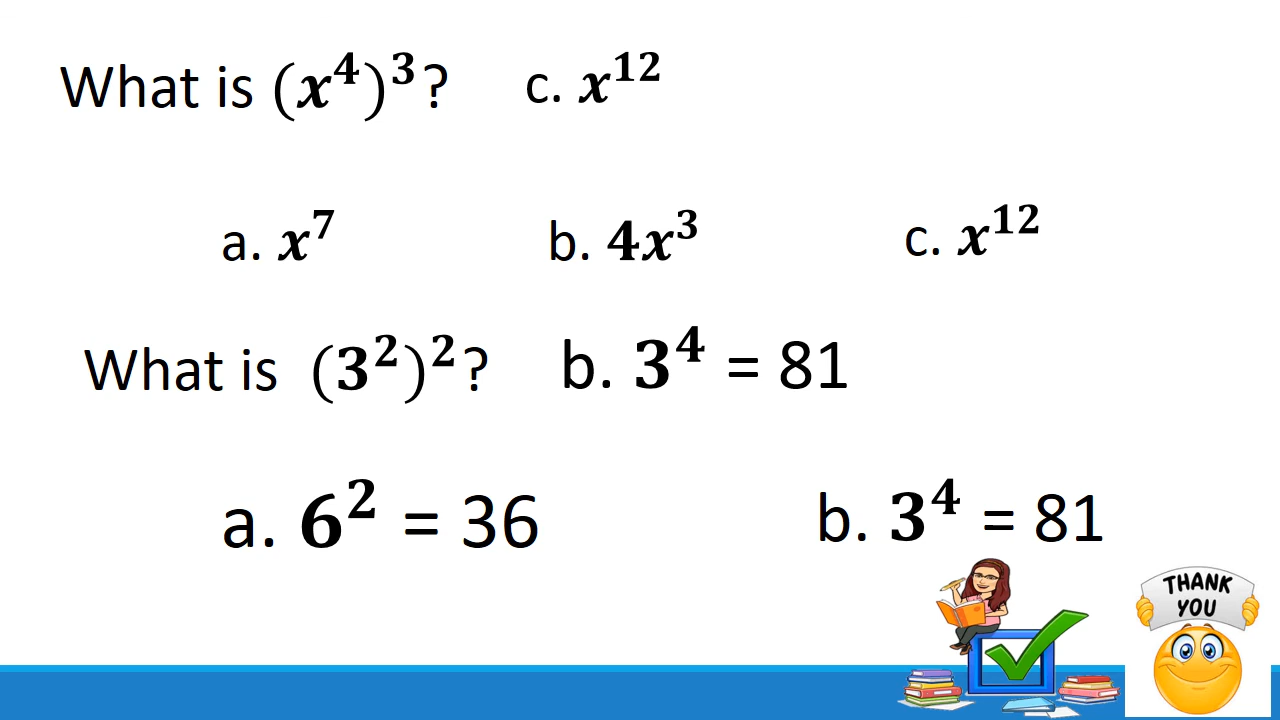 What is (x⁴)³? c. x¹²
a. x⁷ b. 4x³ c. x¹²
What is (3²)²? b. 3⁴ = 81
a. 6² = 36 b. 3⁴ = 81
THANK
YOU